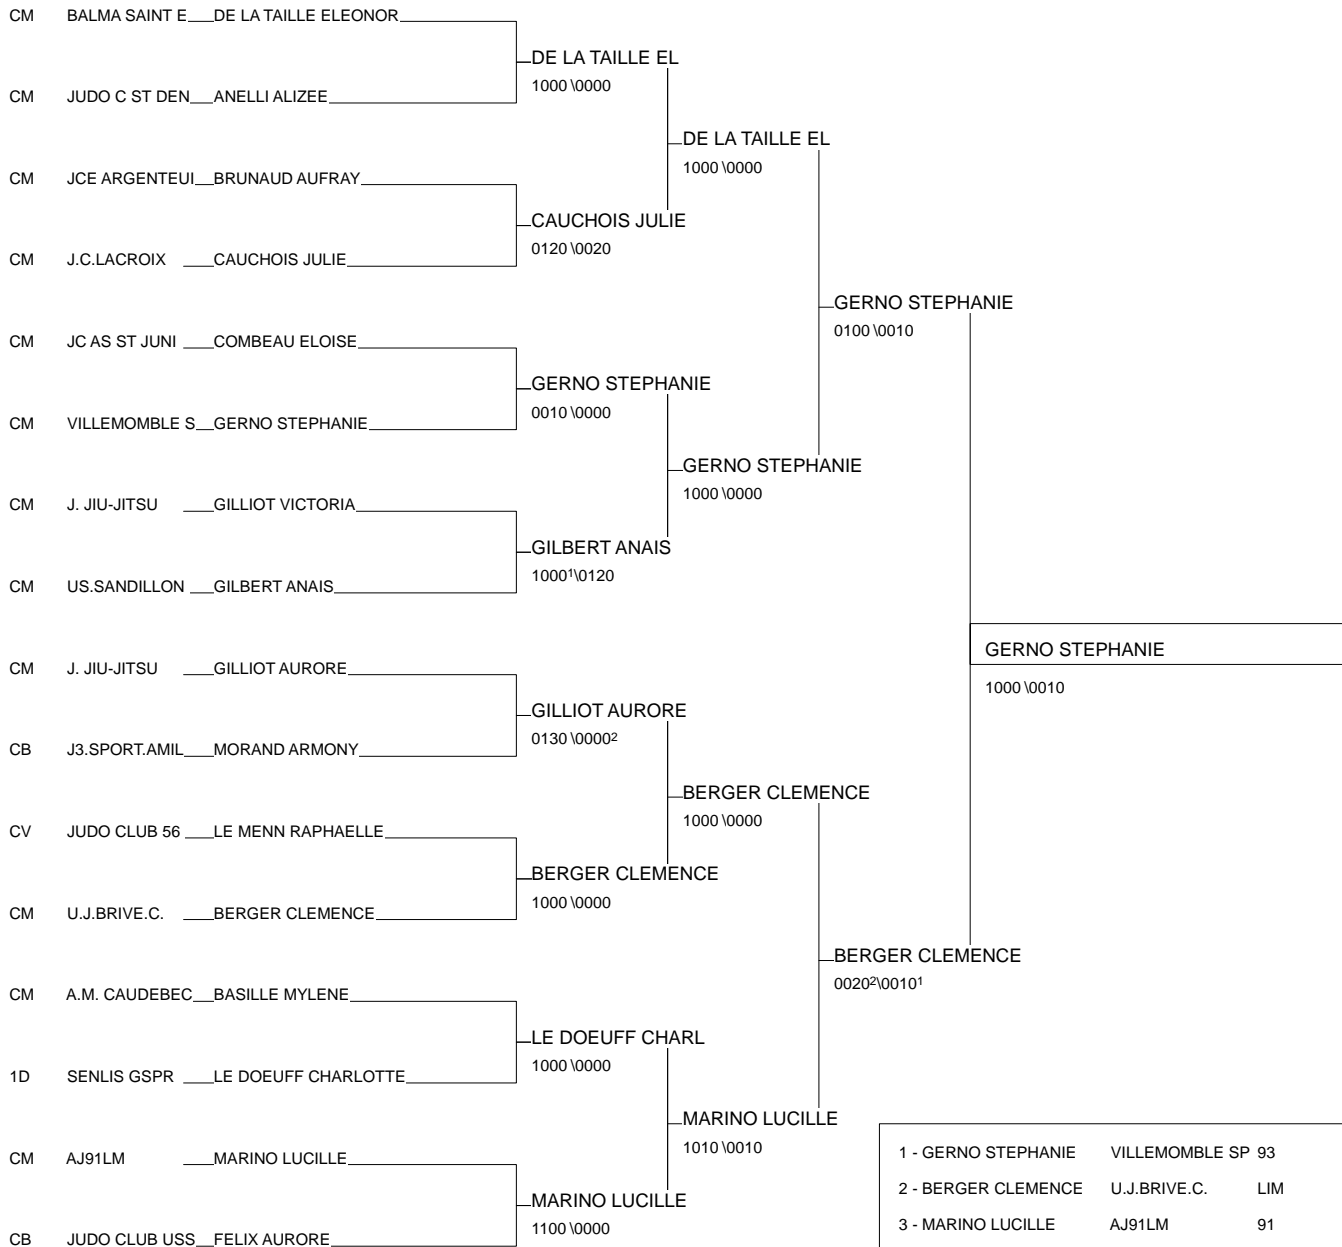 CM BALMA SAINT E DE LA TAILLE ELEONOR
DE LA TAILLE EL
1000 \0000
CM JUDO C ST DEN ANELLI ALIZEE
DE LA TAILLE EL
1000 \0000
CM JCE ARGENTEUI BRUNAUD AUFRAY
CAUCHOIS JULIE
0120 \0020
CM J.C.LACROIX CAUCHOIS JULIE
GERNO STEPHANIE
0100 \0010
CM JC AS ST JUNI COMBEAU ELOISE
GERNO STEPHANIE
0010 \0000
CM VILLEMOMBLE S GERNO STEPHANIE
GERNO STEPHANIE
1000 \0000
CM J. JIU-JITSU GILLIOT VICTORIA
GILBERT ANAIS
1000¹\0120
CM US.SANDILLON GILBERT ANAIS
GERNO STEPHANIE
1000 \0010
CM J. JIU-JITSU GILLIOT AURORE
GILLIOT AURORE
0130 \0000²
CB J3.SPORT.AMIL MORAND ARMONY
BERGER CLEMENCE
1000 \0000
CV JUDO CLUB 56 LE MENN RAPHAELLE
BERGER CLEMENCE
1000 \0000
CM U.J.BRIVE.C. BERGER CLEMENCE
BERGER CLEMENCE
0020²\0010¹
CM A.M. CAUDEBEC BASILLE MYLENE
LE DOEUFF CHARL
1000 \0000
1D SENLIS GSPR LE DOEUFF CHARLOTTE
MARINO LUCILLE
1010 \0010
CM AJ91LM MARINO LUCILLE
MARINO LUCILLE
1100 \0000
CB JUDO CLUB USS FELIX AURORE
1 - GERNO STEPHANIE VILLEMOMBLE SP 93
2 - BERGER CLEMENCE U.J.BRIVE.C. LIM
3 - MARINO LUCILLE AJ91LM 91